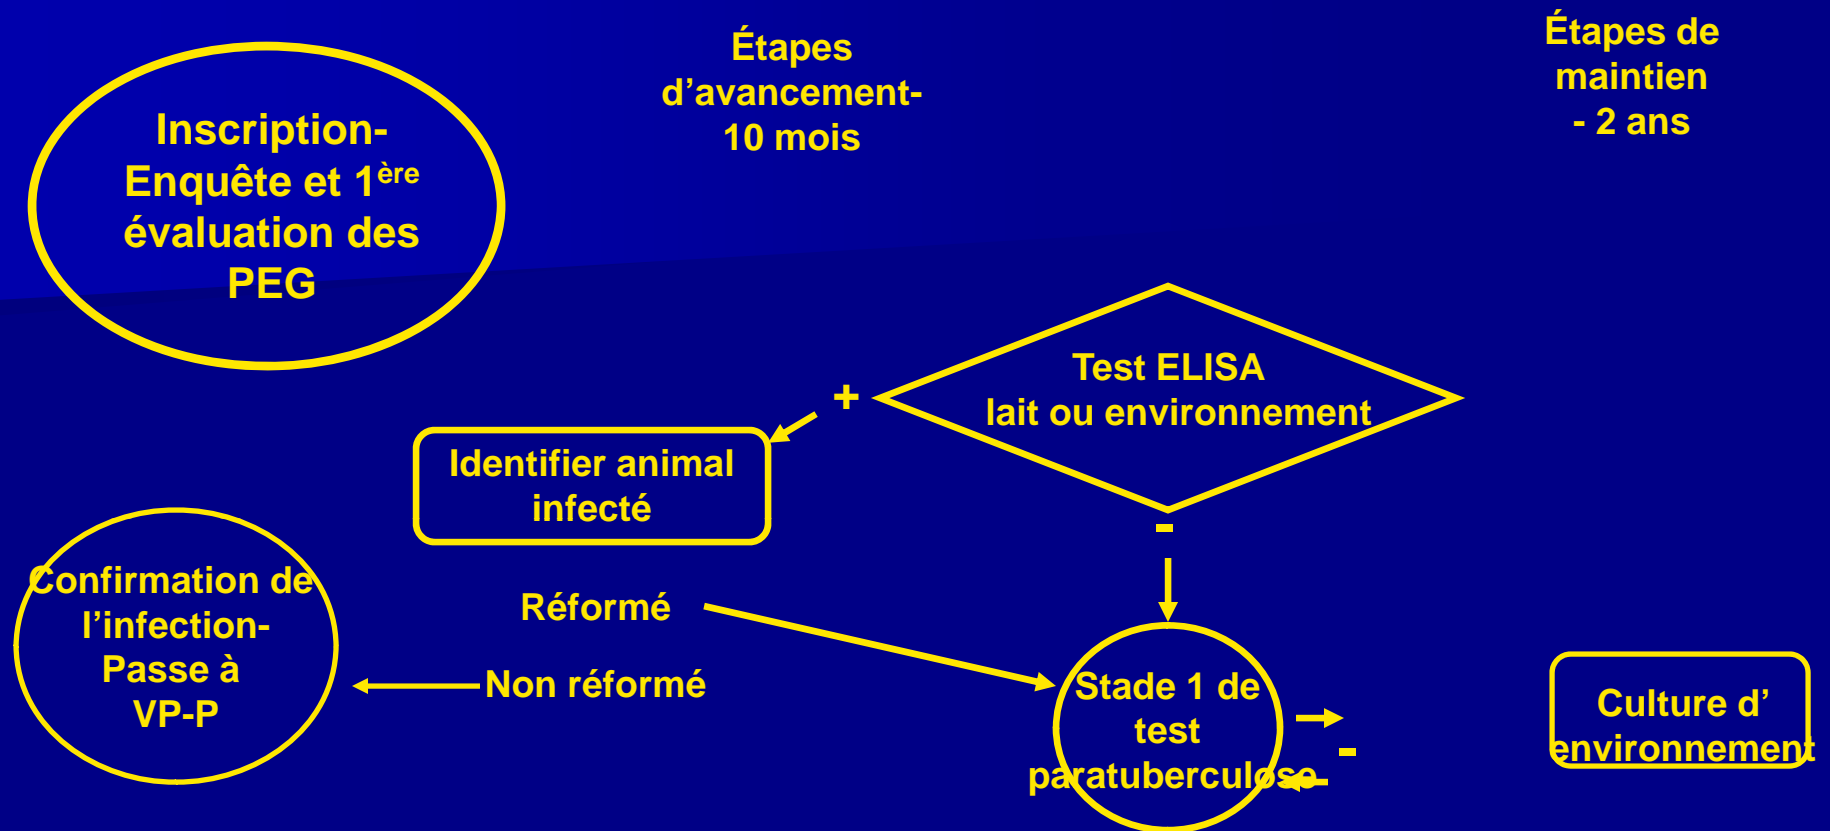 Étapes
d’avancement-
10 mois
Étapes de
maintien
- 2 ans
Inscription-
Enquête et 1ère
évaluation des
PEG
Test ELISA
lait ou environnement
+
-
Identifier animal
infecté
Confirmation de
l’infection-
Passe à
VP-P
Réformé
Non réformé
Stade 1 de
test
paratuberculose
-
Culture d’
environnement